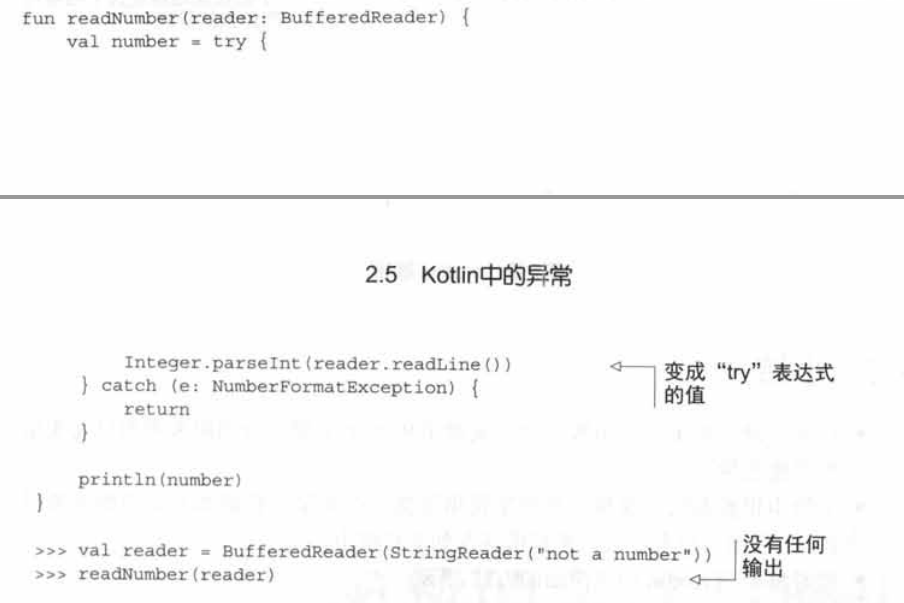 fun readNumber(reader: BufferedReader) {
val number = try {
2.5 Kotlin中的异常
Integer.parseInt(reader.readLine())
变成“try”表达式
的值
} catch (e: NumberFormatException) {
return
}
println(number)
}
>>> val reader = BufferedReader(StringReader("not a number"))
>>> readNumber(reader)
没有任何
输出